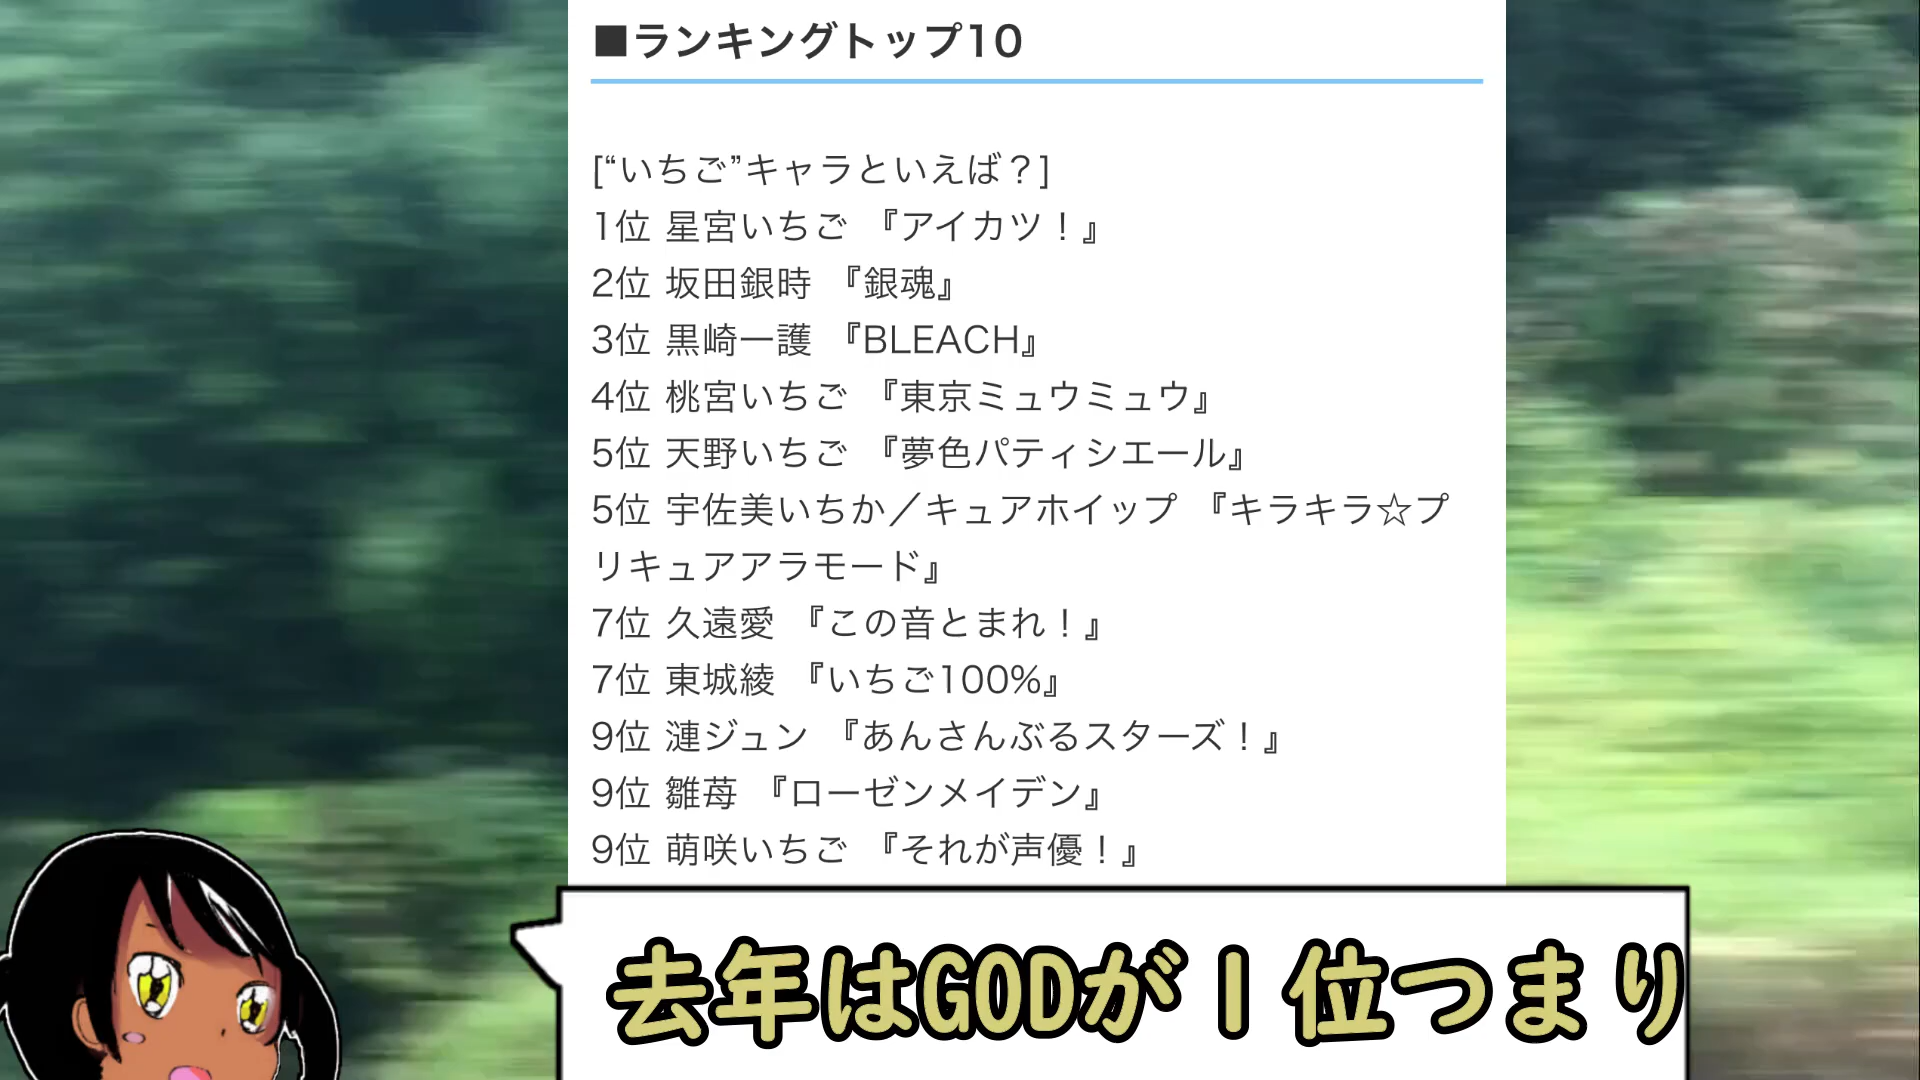 ■ランキングトップ10
[“いちご”キャラといえば？]
1位 星宮いちご 『アイカツ！』
2位 坂田銀時 『銀魂』
3位 黒崎一護 『BLEACH』
4位 桃宮いちご 『東京ミュウミュウ』
5位 天野いちご 『夢色パティシエール』
5位 宇佐美いちか／キュアホイップ 『キラキラ☆プ
リキュアアラモード』
7位 久遠愛 『この音とまれ！』
7位 東城綾 『いちご100%』
9位 漣ジュン 『あんさんぶるスターズ！』
9位 雛苺 『ローゼンメイデン』
9位 萌咲いちご 『それが声優！』
去年はGODが１位つまり